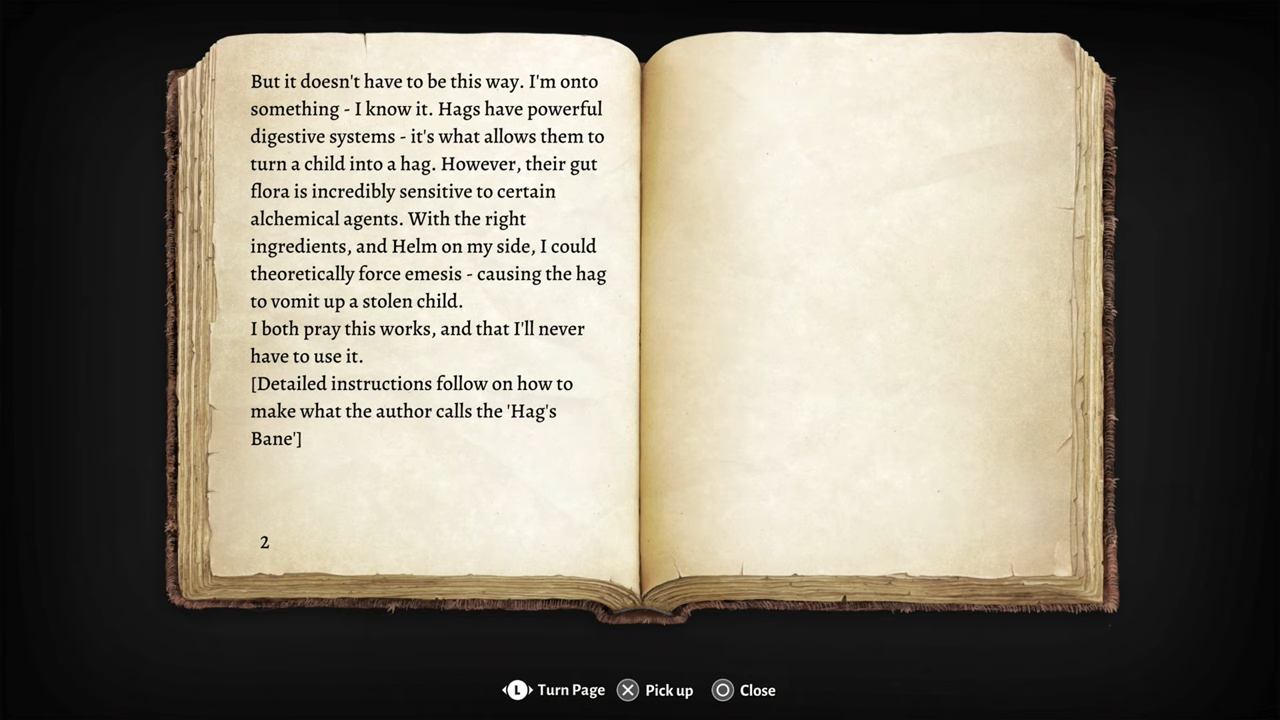 But it doesn't have to be this way. I'm onto
something - I know it. Hags have powerful
digestive systems - it's what allows them to
turn a child into a hag. However, their gut
flora is incredibly sensitive to certain
alchemical agents. With the right
ingredients, and Helm on my side, I could
theoretically force emesis - causing the hag
to vomit up a stolen child.
I both pray this works, and that I'll never
have to use it.
[Detailed instructions follow on how to
make what the author calls the 'Hag's
Bane']
2
L Turn Page Pick up Close